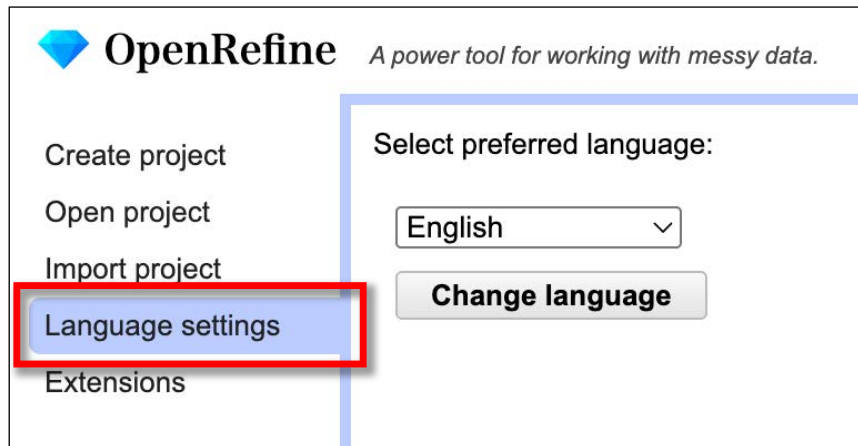 OpenRefine A power tool for working with messy data.
Create project
Open project
Import project
Language settings
Extensions
Select preferred language:
English
Change language